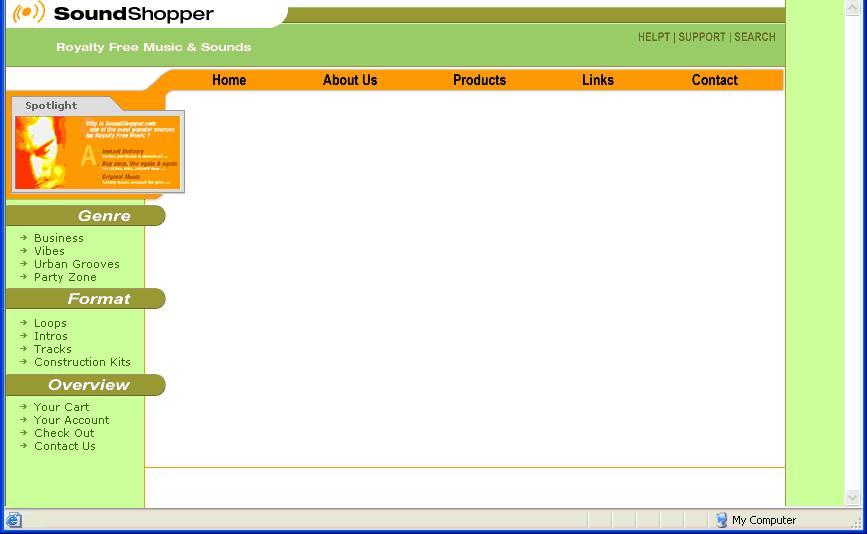 SoundShopper
Royalty Free Music & Sounds
HELPT | SUPPORT | SEARCH
Home About Us Products Links Contact
Spotlight
Why is SoundShopper.com
one of the most popular sources
for Royalty Free Music ?
A
Instant Delivery
Buy once, Use again & again
Original Music
Genre
Business
Vibes
Urban Grooves
Party Zone
Format
Loops
Intros
Tracks
Construction Kits
Overview
Your Cart
Your Account
Check Out
Contact Us
My Computer